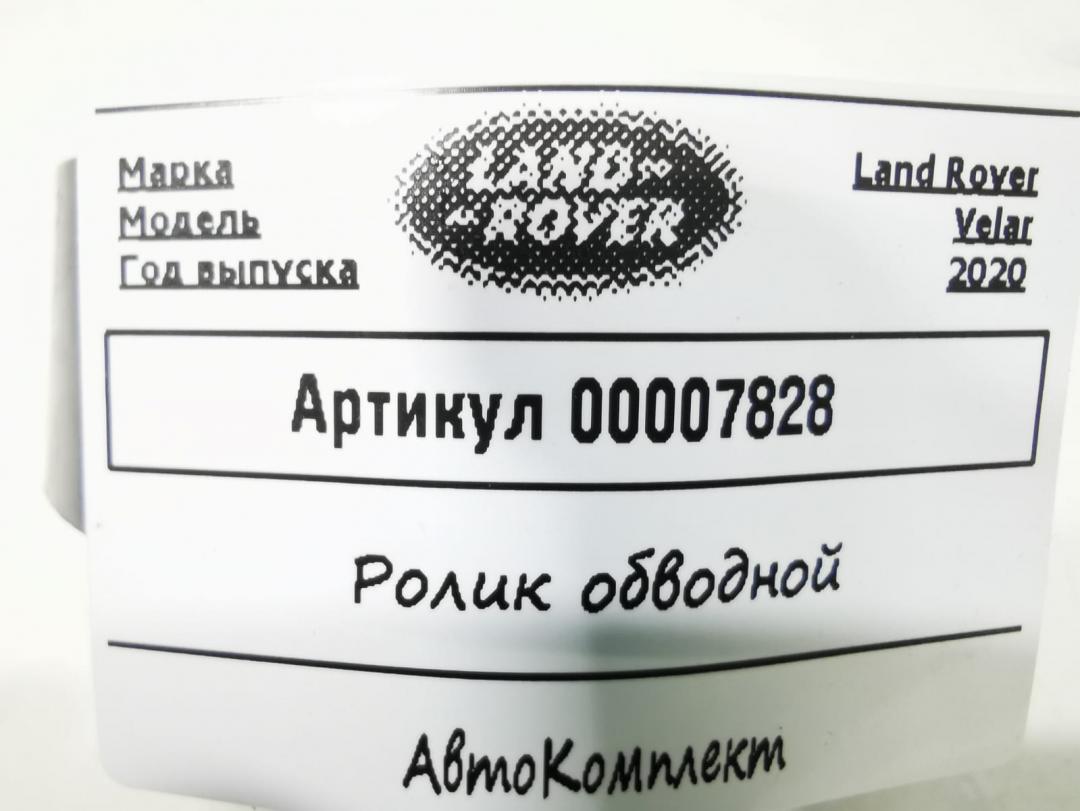 Марка
Модель
Год выпуска
LAND-
-ROVER
Land Rover
Velar
2020
Артикул 00007828
Ролик обводной
АвтоКомплект